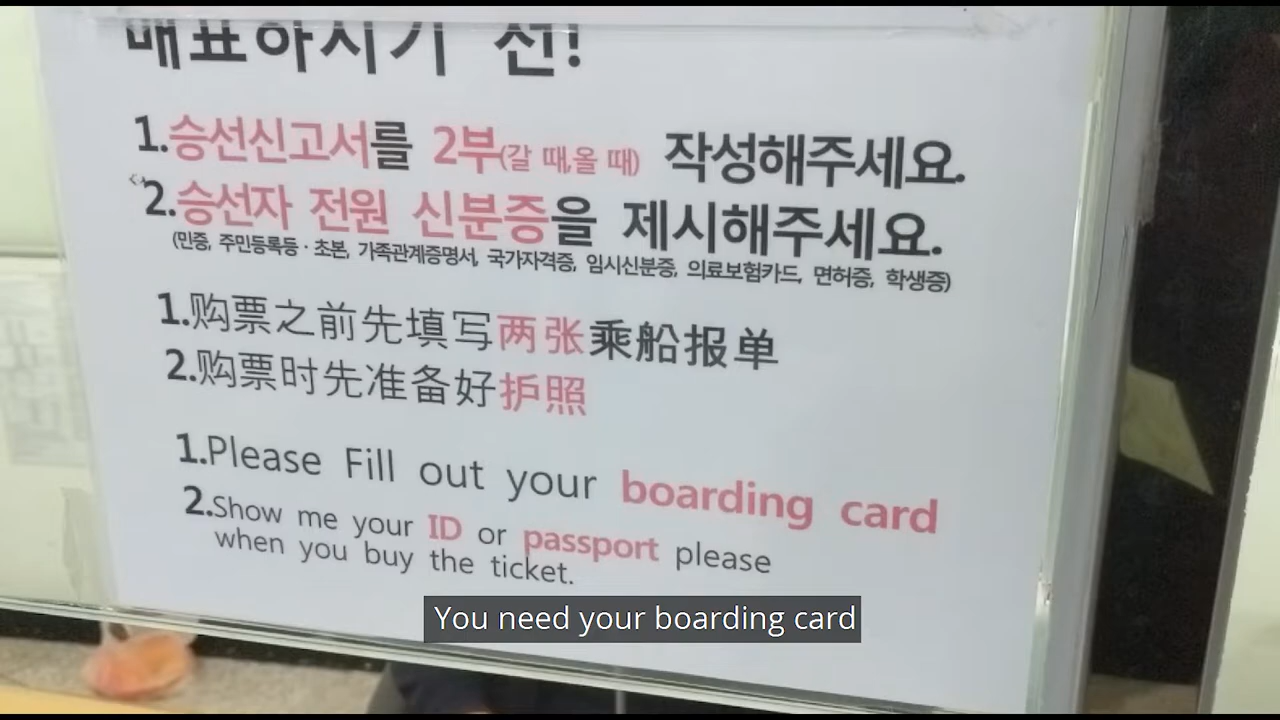 매표하시기 전!
1.승선신고서를 2부(갈 때,올 때) 작성해주세요.
2.승선자 전원 신분증을 제시해주세요.
(민증, 주민등록등·초본, 가족관계증명서, 국가자격증, 임시신분증, 의료보험카드, 면허증, 학생증)
1.购票之前先填写两张乘船报单
2.购票时先准备好护照
1.Please Fill out your boarding card
2.Show me your ID or passport please
when you buy the ticket.
You need your boarding card